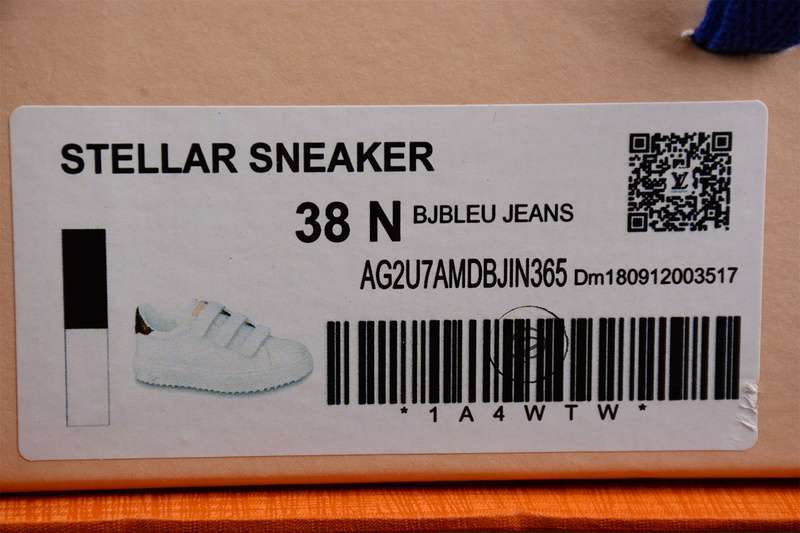 STELLAR SNEAKER
38 N BJBLEU JEANS
AG2U7AMDBJIN365 Dm180912003517
*1A4WTW*